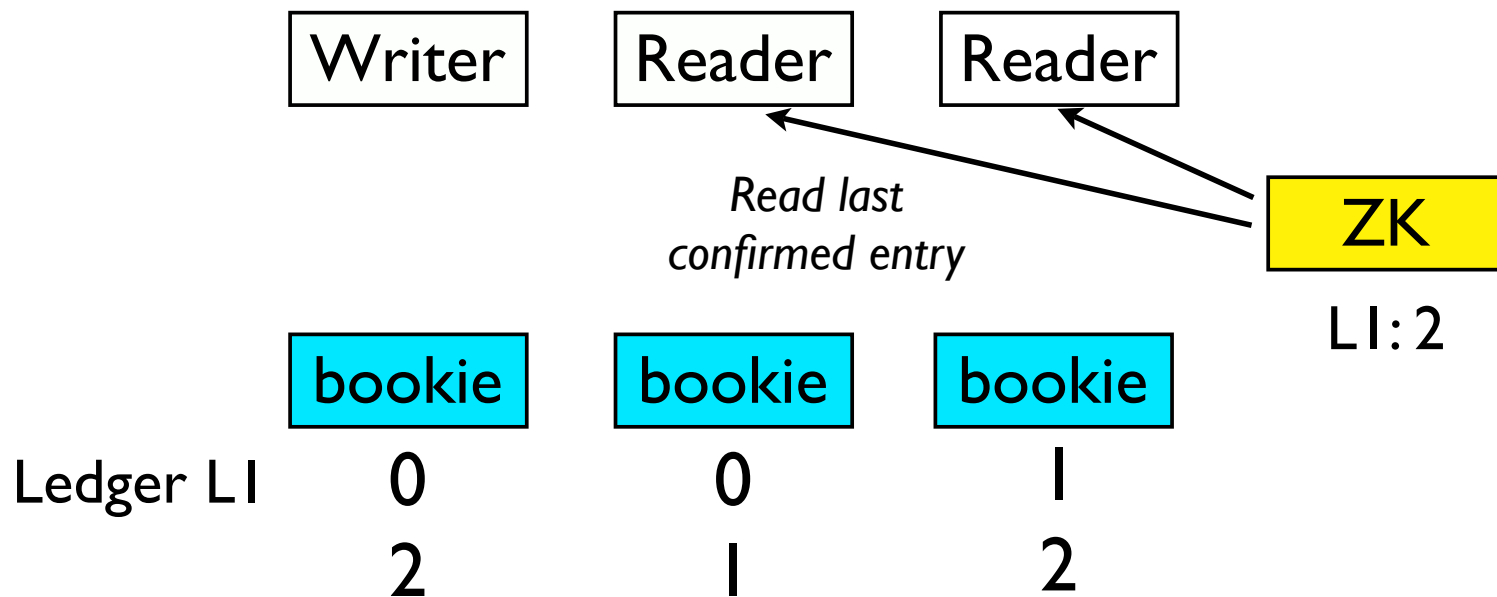 Writer Reader Reader
Read last
confirmed entry
ZK
L1: 2
bookie bookie bookie
Ledger L1 0 0 1
2 1 2